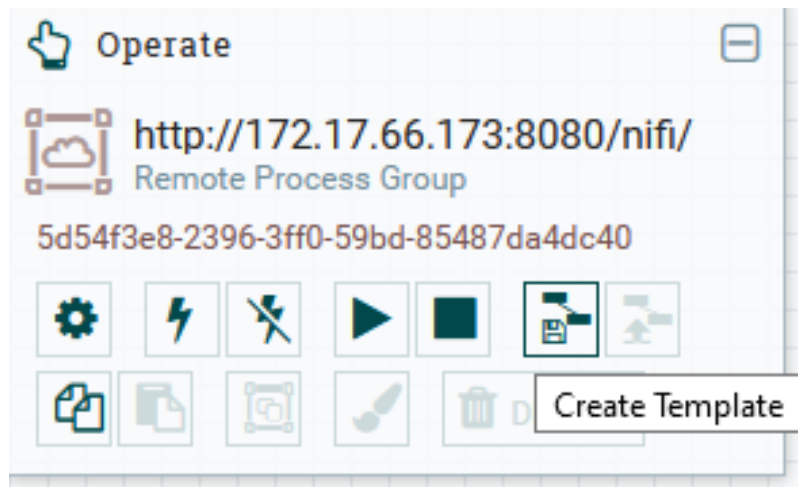 Operate
http://172.17.66.173:8080/nifi/
Remote Process Group
5d54f3e8-2396-3ff0-59bd-85487da4dc40
Create Template